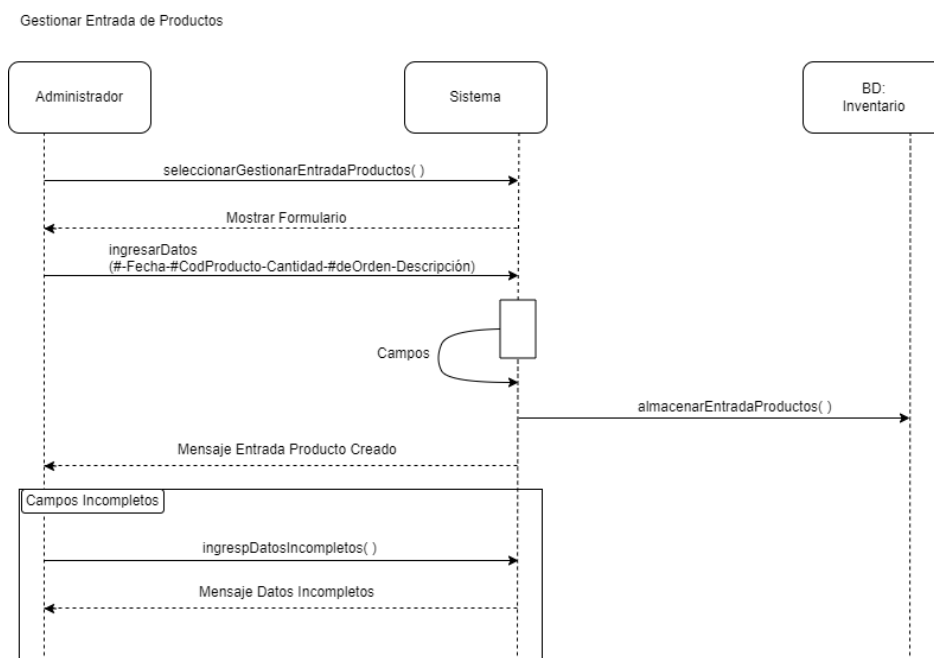 Gestionar Entrada de Productos
Administrador
Sistema
BD:
Inventario
seleccionarGestionarEntradaProductos( )
Mostrar Formulario
ingresarDatos
(#-Fecha-#CodProducto-Cantidad-#deOrden-Descripción)
Campos
almacenarEntradaProductos( )
Mensaje Entrada Producto Creado
Campos Incompletos
ingrespDatosIncompletos( )
Mensaje Datos Incompletos